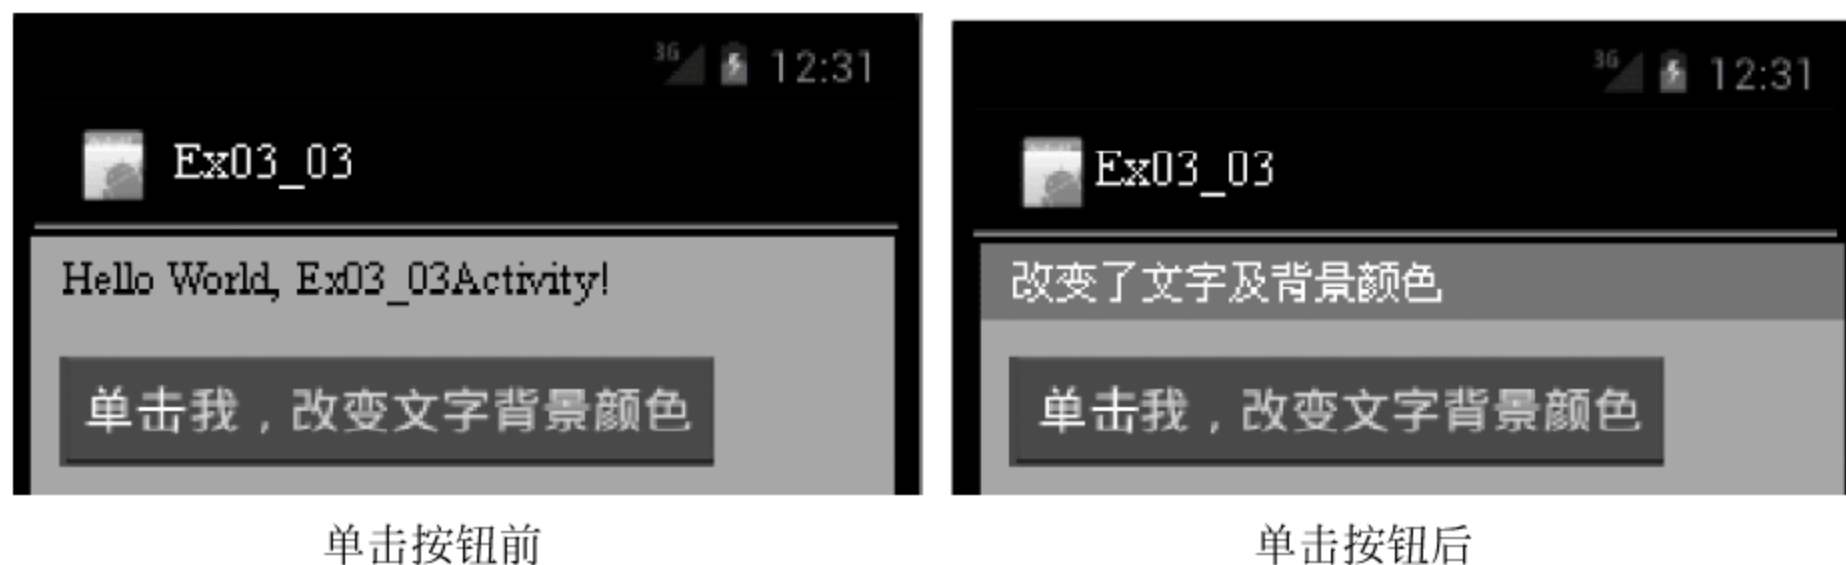 3G 12:31
Ex03_03
Hello World, Ex03_03Activity!
单击我，改变文字背景颜色
单击按钮前
3G 12:31
Ex03_03
改变了文字及背景颜色
单击我，改变文字背景颜色
单击按钮后